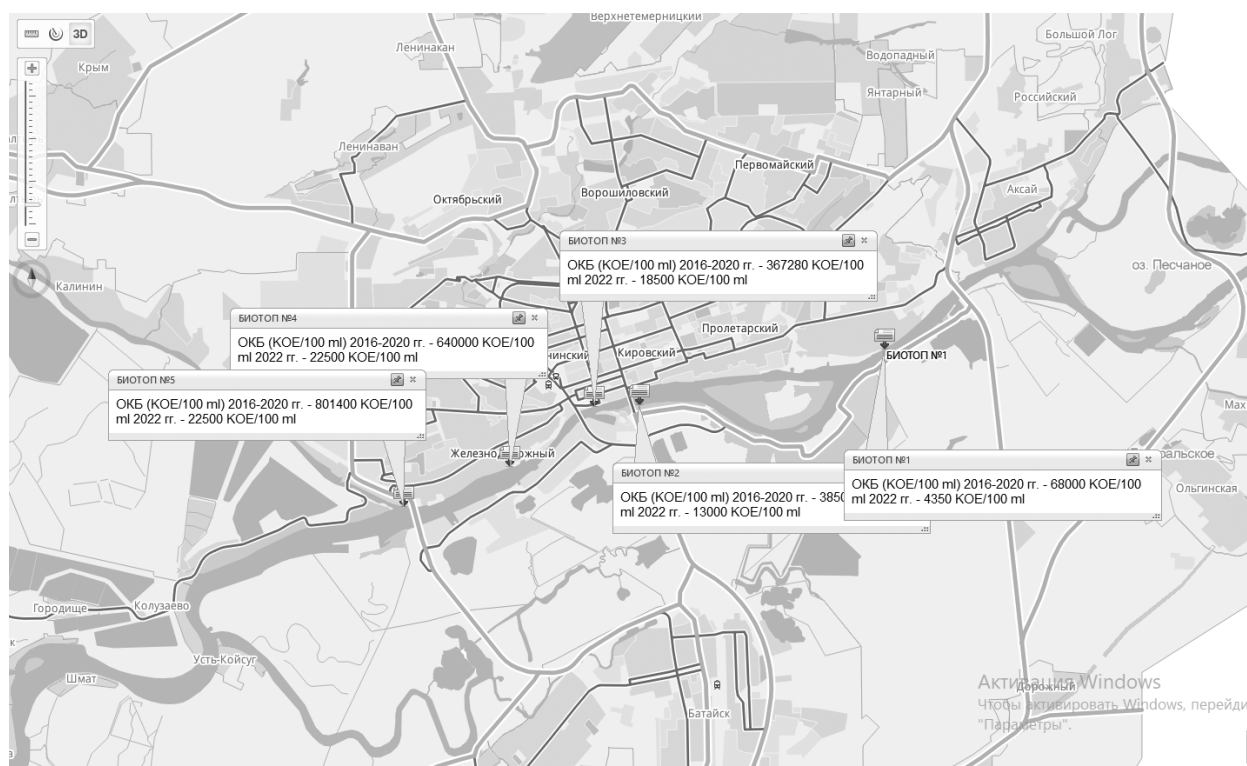 3D
Верхнетемерницкий
Большой Лог
Ленинакан
Водопадный
Крым
Янтарный
Российский
Ленинаван
Первомайский
Октябрьский
Ворошиловский
Аксай
БИОТОП №3
ОКБ (КОЕ/100 ml) 2016-2020 гг. - 367280 КОЕ/100
ml 2022 гг. - 18500 КОЕ/100 ml
оз. Песчаное
Калинин
БИОТОП №4
ОКБ (КОЕ/100 ml) 2016-2020 гг. - 640000 КОЕ/100
ml 2022 гг. - 22500 КОЕ/100 ml
Пролетарский
Кировский
БИОТОП №1
БИОТОП №5
ОКБ (КОЕ/100 ml) 2016-2020 гг. - 801400 КОЕ/100
ml 2022 гг. - 22500 КОЕ/100 ml
БИОТОП №2
ОКБ (КОЕ/100 ml) 2016-2020 гг. -
ml 2022 гг. - 13000 КОЕ/100 ml
БИОТОП №1
ОКБ (КОЕ/100 ml) 2016-2020 гг. - 68000 КОЕ/100
ml 2022 гг. - 4350 КОЕ/100 ml
Ольгинская
Городище
Колузаево
Усть-Койсуг
Шмат
Батайск
Дорожный
Активация Windows
Чтобы активировать Windows, перейди
"Параметры".